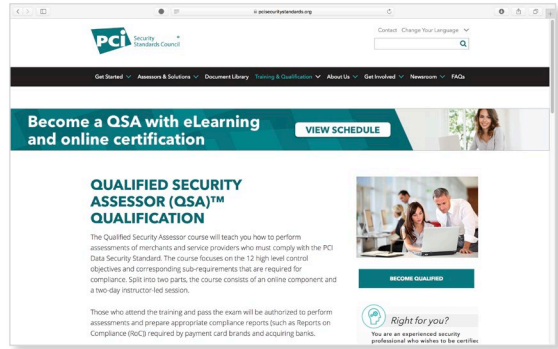 pcisecuritystandards.org
PCi Security
Standards Council
Contact Change Your Language
Get Started Assessors & Solutions Document Library Training & Qualification About Us Get Involved Newsroom FAQs
Become a QSA with eLearning
and online certification
VIEW SCHEDULE
QUALIFIED SECURITY
ASSESSOR (QSA)™
QUALIFICATION
The Qualified Security Assessor course will teach you how to perform
assessments of merchants and service providers who must comply with the PCI
Data Security Standard. The course focuses on the 12 high level control
objectives and corresponding sub-requirements that are required for
compliance. Split into two parts, the course consists of an online component and
a two-day instructor-led session.
Those who attend the training and pass the exam will be authorized to perform
assessments and prepare appropriate compliance reports (such as Reports on
Compliance (RoC)) required by payment card brands and acquiring banks.
BECOME QUALIFIED
Right for you?
You are an experienced security
professional who wishes to be certified